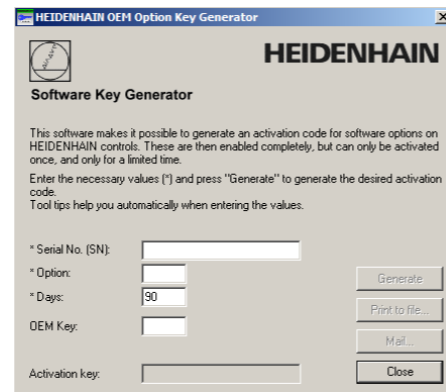 HEIDENHAIN OEM Option Key Generator
HEIDENHAIN
Software Key Generator
This software makes it possible to generate an activation code for software options on
HEIDENHAIN controls. These are then enabled completely, but can only be activated
once, and only for a limited time.
Enter the necessary values (*) and press "Generate" to generate the desired activation
code.
Tool tips help you automatically when entering the values.
* Serial No. (SN):
* Option:
Generate
* Days: 90
Print to file...
OEM Key:
Mail...
Activation key:
Close